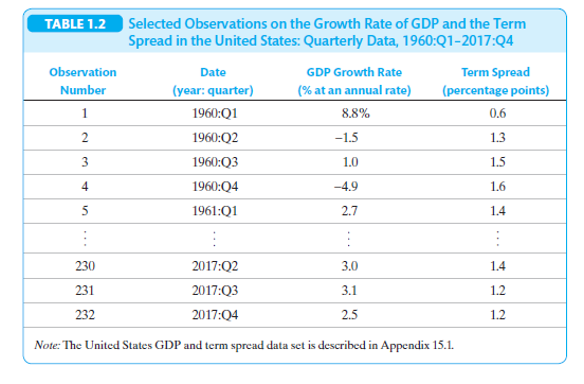 TABLE 1.2 Selected Observations on the Growth Rate of GDP and the Term
Spread in the United States: Quarterly Data, 1960:Q1–2017:Q4
Observation Date GDP Growth Rate Term Spread
Number (year: quarter) (% at an annual rate) (percentage points)
1 1960:Q1 8.8% 0.6
2 1960:Q2 −1.5 1.3
3 1960:Q3 1.0 1.5
4 1960:Q4 −4.9 1.6
5 1961:Q1 2.7 1.4
⋮ ⋮ ⋮ ⋮
230 2017:Q2 3.0 1.4
231 2017:Q3 3.1 1.2
232 2017:Q4 2.5 1.2
Note: The United States GDP and term spread data set is described in Appendix 15.1.